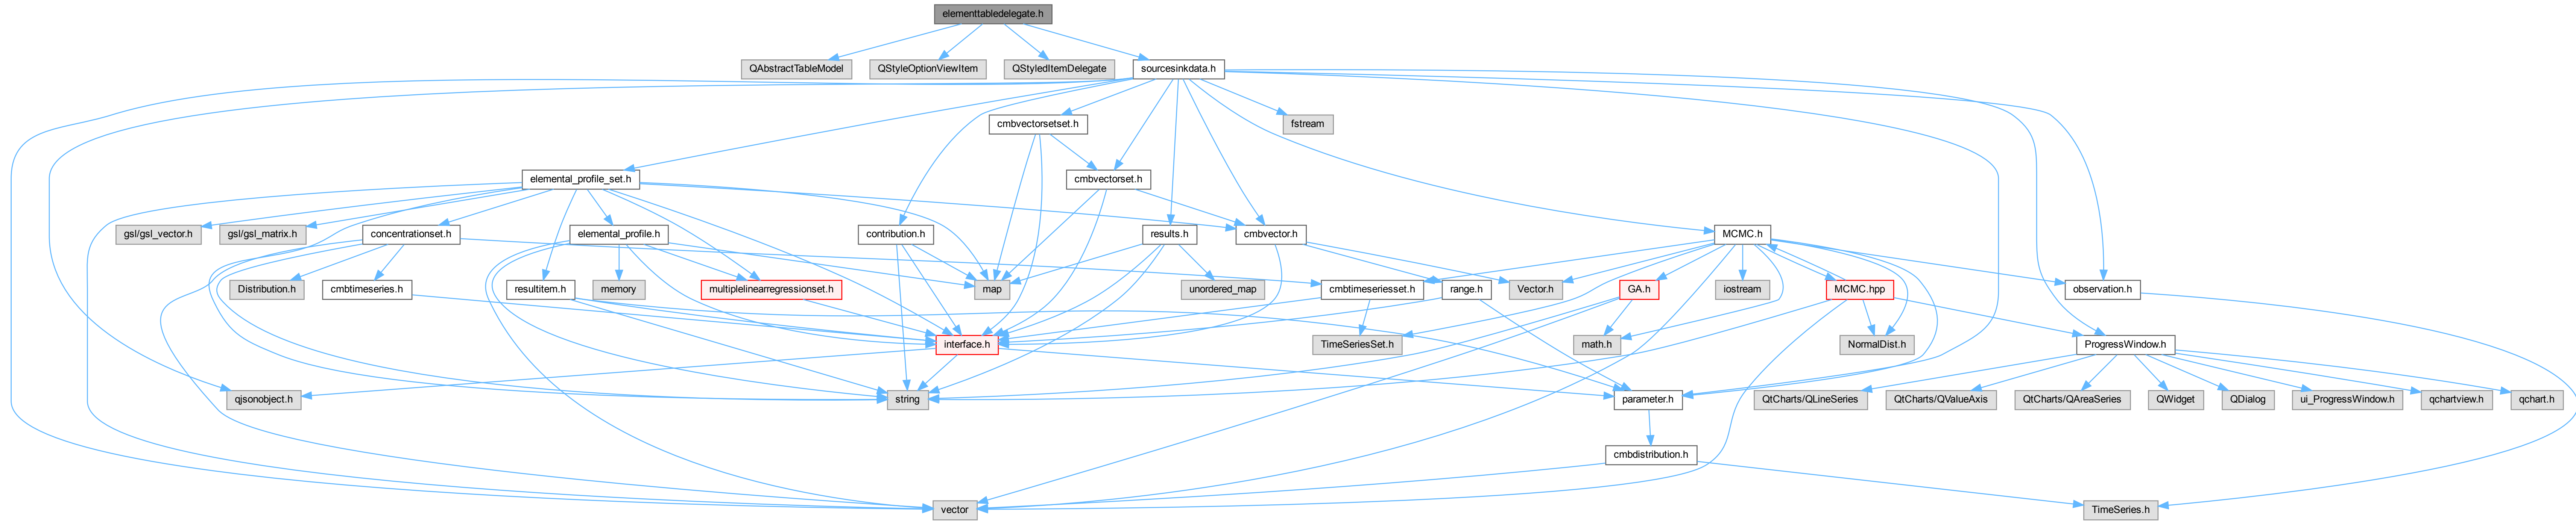 elementtabledelegate.h
QAbstractTableModel
QStyleOptionViewItem
QStyledItemDelegate
sourcesinkdata.h
cmbvectorsetset.h
fstream
elemental_profile_set.h
cmbvectorset.h
gsl/gsl_vector.h
gsl/gsl_matrix.h
concentrationset.h
elemental_profile.h
contribution.h
results.h
cmbvector.h
MCMC.h
Distribution.h
cmbtimeseries.h
resultitem.h
memory
multiplelinearregressionset.h
map
unordered_map
cmbtimeseriesset.h
range.h
Vector.h
GA.h
iostream
MCMC.hpp
observation.h
interface.h
TimeSeriesSet.h
math.h
NormalDist.h
ProgressWindow.h
qjsonobject.h
string
parameter.h
QtCharts/QLineSeries
QtCharts/QValueAxis
QtCharts/QAreaSeries
QWidget
QDialog
ui_ProgressWindow.h
qchartview.h
qchart.h
cmbdistribution.h
vector
TimeSeries.h